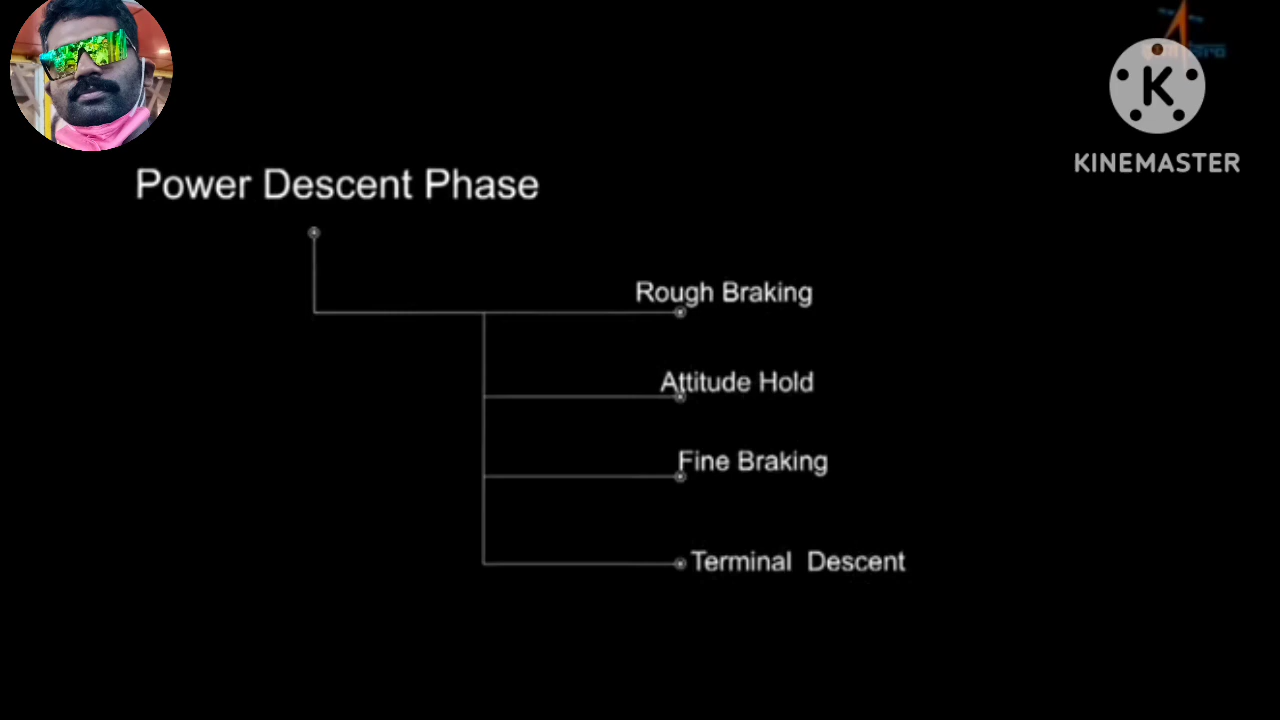 KINEMASTER
Power Descent Phase
Rough Braking
Attitude Hold
Fine Braking
Terminal Descent